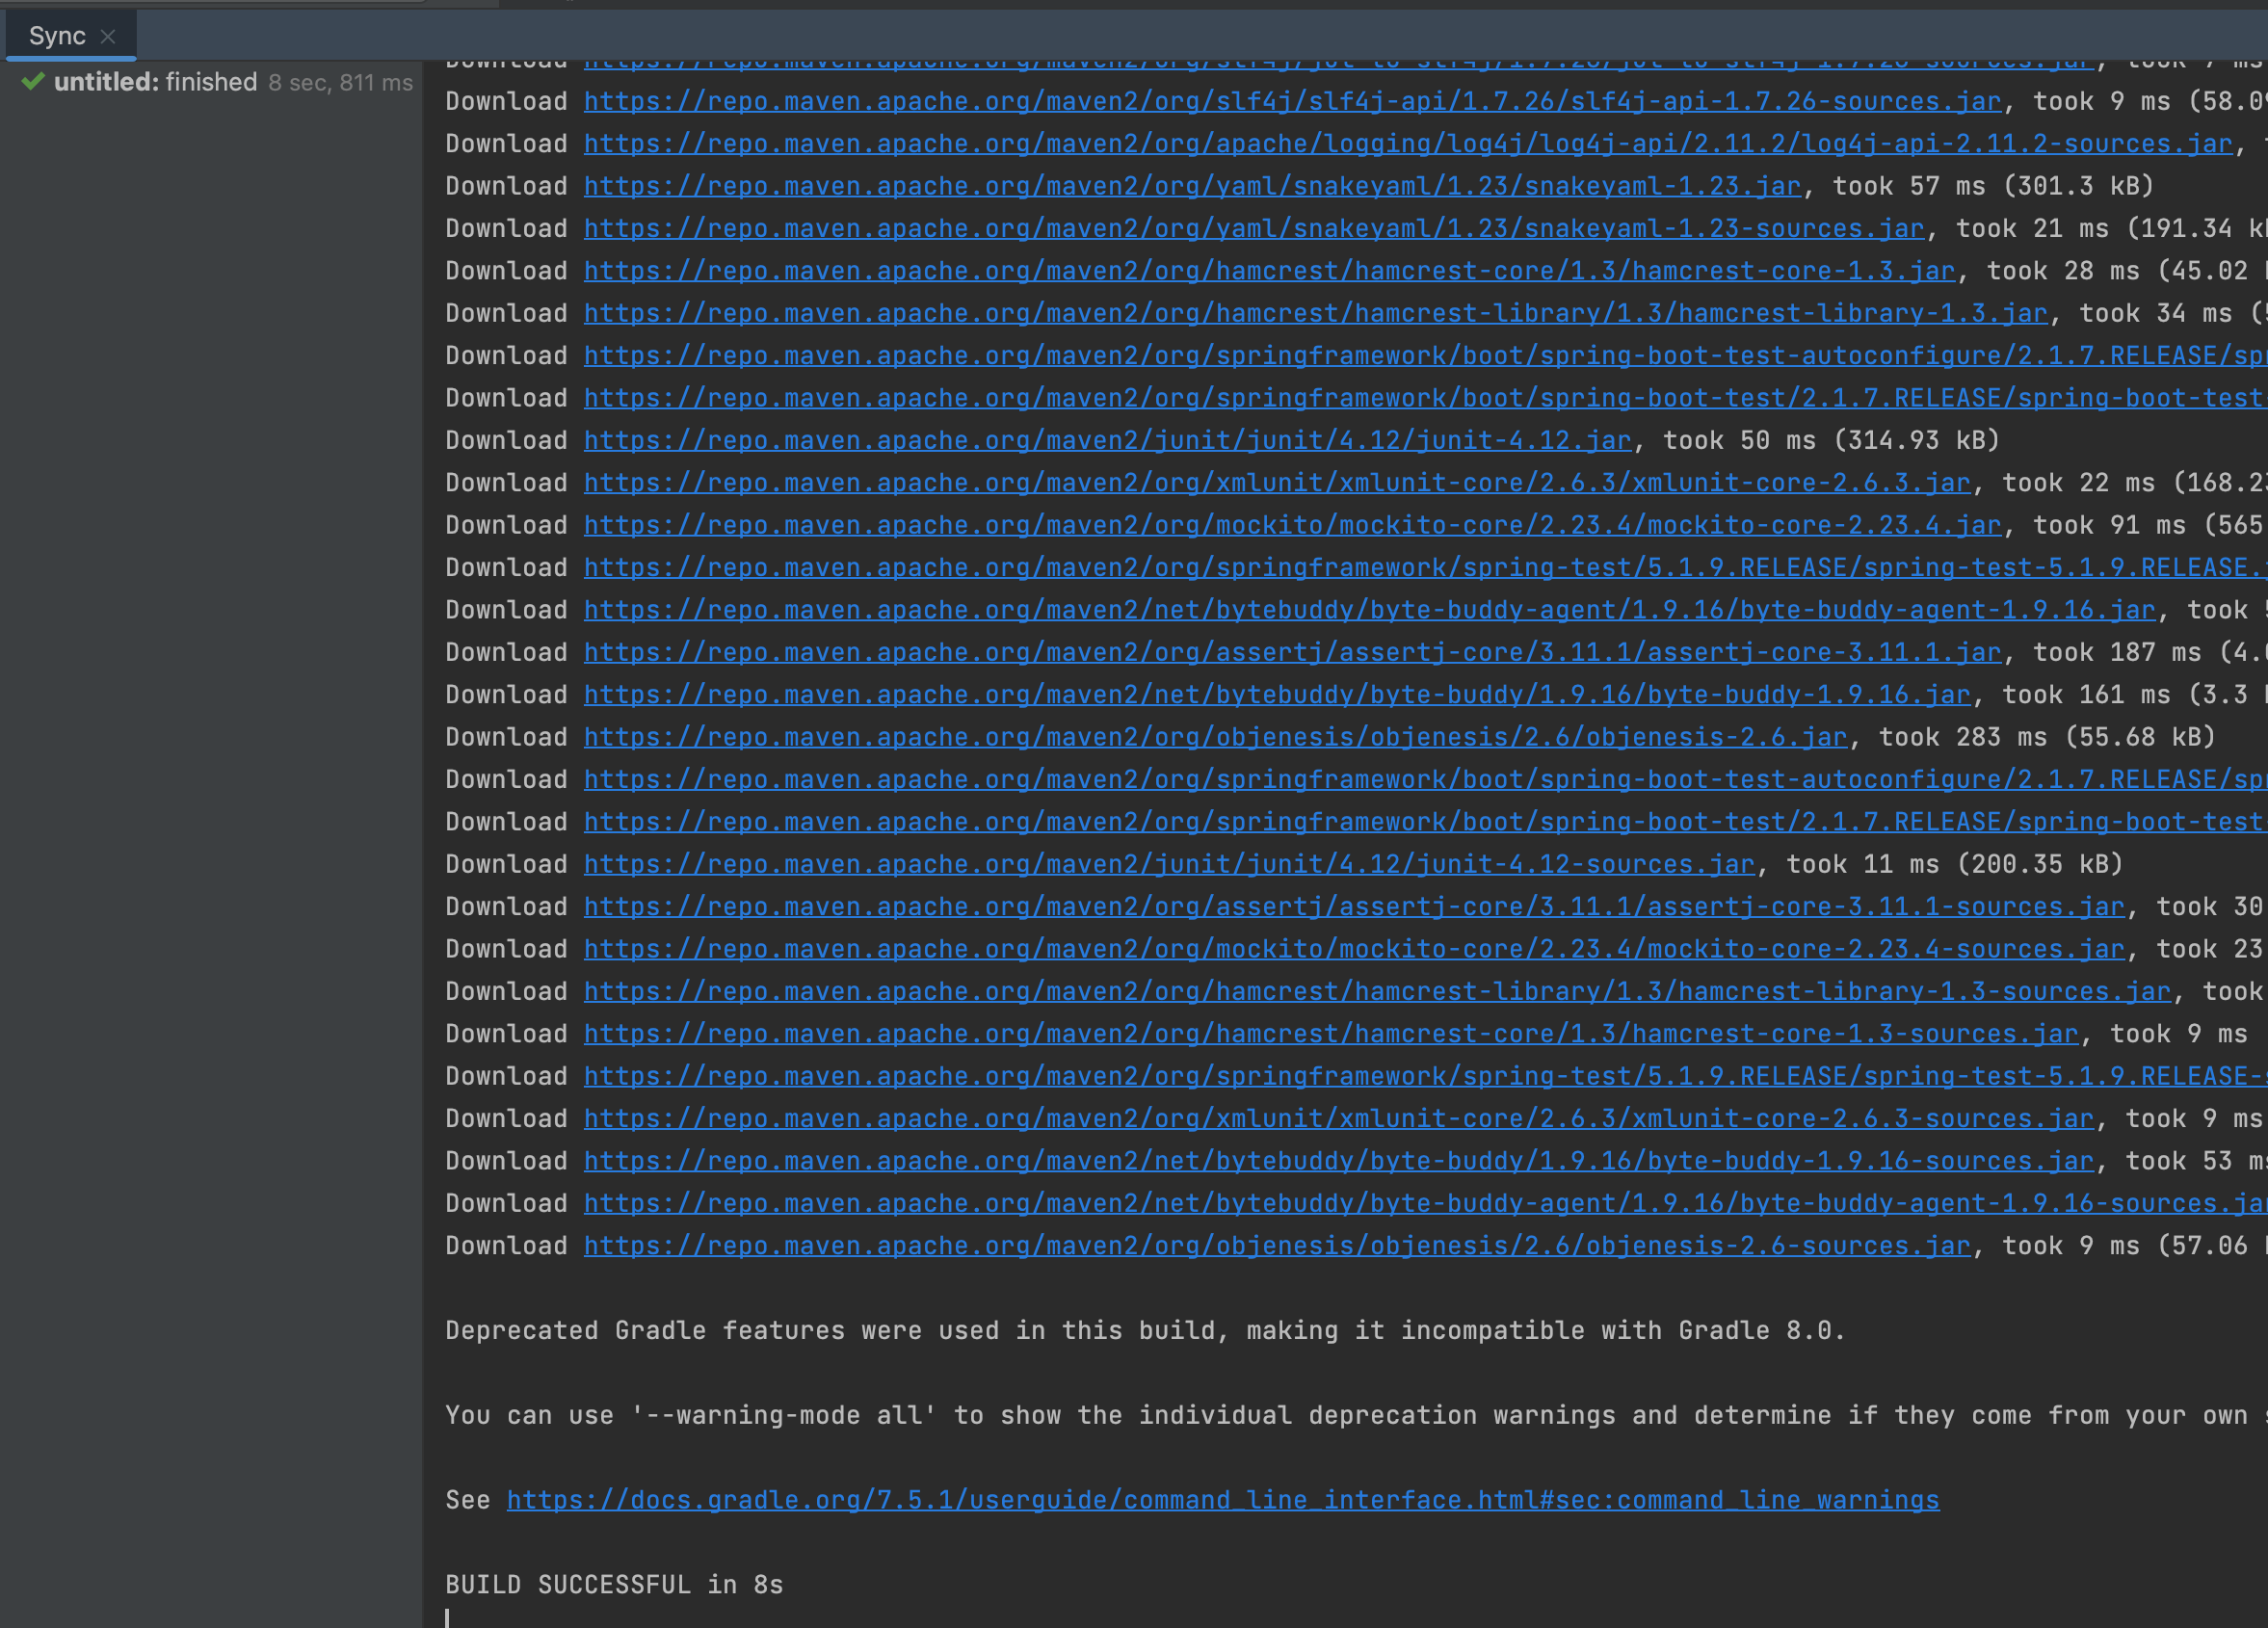 Sync
untitled: finished 8 sec, 811 ms
Download https://repo.maven.apache.org/maven2/org/slf4j/jul-to-slf4j/1.7.26/jul-to-slf4j-1.7.26-sources.jar, took 7 ms
Download https://repo.maven.apache.org/maven2/org/slf4j/slf4j-api/1.7.26/slf4j-api-1.7.26-sources.jar, took 9 ms (58.09
Download https://repo.maven.apache.org/maven2/org/apache/logging/log4j/log4j-api/2.11.2/log4j-api-2.11.2-sources.jar,
Download https://repo.maven.apache.org/maven2/org/yaml/snakeyaml/1.23/snakeyaml-1.23.jar, took 57 ms (301.3 kB)
Download https://repo.maven.apache.org/maven2/org/yaml/snakeyaml/1.23/snakeyaml-1.23-sources.jar, took 21 ms (191.34 kB
Download https://repo.maven.apache.org/maven2/org/hamcrest/hamcrest-core/1.3/hamcrest-core-1.3.jar, took 28 ms (45.02
Download https://repo.maven.apache.org/maven2/org/hamcrest/hamcrest-library/1.3/hamcrest-library-1.3.jar, took 34 ms (5
Download https://repo.maven.apache.org/maven2/org/springframework/boot/spring-boot-test-autoconfigure/2.1.7.RELEASE/spr
Download https://repo.maven.apache.org/maven2/org/springframework/boot/spring-boot-test/2.1.7.RELEASE/spring-boot-test-
Download https://repo.maven.apache.org/maven2/junit/junit/4.12/junit-4.12.jar, took 50 ms (314.93 kB)
Download https://repo.maven.apache.org/maven2/org/xmlunit/xmlunit-core/2.6.3/xmlunit-core-2.6.3.jar, took 22 ms (168.23
Download https://repo.maven.apache.org/maven2/org/mockito/mockito-core/2.23.4/mockito-core-2.23.4.jar, took 91 ms (565
Download https://repo.maven.apache.org/maven2/org/springframework/spring-test/5.1.9.RELEASE/spring-test-5.1.9.RELEASE.j
Download https://repo.maven.apache.org/maven2/net/bytebuddy/byte-buddy-agent/1.9.16/byte-buddy-agent-1.9.16.jar, took 5
Download https://repo.maven.apache.org/maven2/org/assertj/assertj-core/3.11.1/assertj-core-3.11.1.jar, took 187 ms (4.0
Download https://repo.maven.apache.org/maven2/net/bytebuddy/byte-buddy/1.9.16/byte-buddy-1.9.16.jar, took 161 ms (3.3
Download https://repo.maven.apache.org/maven2/org/objenesis/objenesis/2.6/objenesis-2.6.jar, took 283 ms (55.68 kB)
Download https://repo.maven.apache.org/maven2/org/springframework/boot/spring-boot-test-autoconfigure/2.1.7.RELEASE/spr
Download https://repo.maven.apache.org/maven2/org/springframework/boot/spring-boot-test/2.1.7.RELEASE/spring-boot-test-
Download https://repo.maven.apache.org/maven2/junit/junit/4.12/junit-4.12-sources.jar, took 11 ms (200.35 kB)
Download https://repo.maven.apache.org/maven2/org/assertj/assertj-core/3.11.1/assertj-core-3.11.1-sources.jar, took 30
Download https://repo.maven.apache.org/maven2/org/mockito/mockito-core/2.23.4/mockito-core-2.23.4-sources.jar, took 23
Download https://repo.maven.apache.org/maven2/org/hamcrest/hamcrest-library/1.3/hamcrest-library-1.3-sources.jar, took
Download https://repo.maven.apache.org/maven2/org/hamcrest/hamcrest-core/1.3/hamcrest-core-1.3-sources.jar, took 9 ms
Download https://repo.maven.apache.org/maven2/org/springframework/spring-test/5.1.9.RELEASE/spring-test-5.1.9.RELEASE-s
Download https://repo.maven.apache.org/maven2/org/xmlunit/xmlunit-core/2.6.3/xmlunit-core-2.6.3-sources.jar, took 9 ms
Download https://repo.maven.apache.org/maven2/net/bytebuddy/byte-buddy/1.9.16/byte-buddy-1.9.16-sources.jar, took 53 ms
Download https://repo.maven.apache.org/maven2/net/bytebuddy/byte-buddy-agent/1.9.16/byte-buddy-agent-1.9.16-sources.jar
Download https://repo.maven.apache.org/maven2/org/objenesis/objenesis/2.6/objenesis-2.6-sources.jar, took 9 ms (57.06
Deprecated Gradle features were used in this build, making it incompatible with Gradle 8.0.
You can use '--warning-mode all' to show the individual deprecation warnings and determine if they come from your own
See https://docs.gradle.org/7.5.1/userguide/command_line_interface.html#sec:command_line_warnings
BUILD SUCCESSFUL in 8s